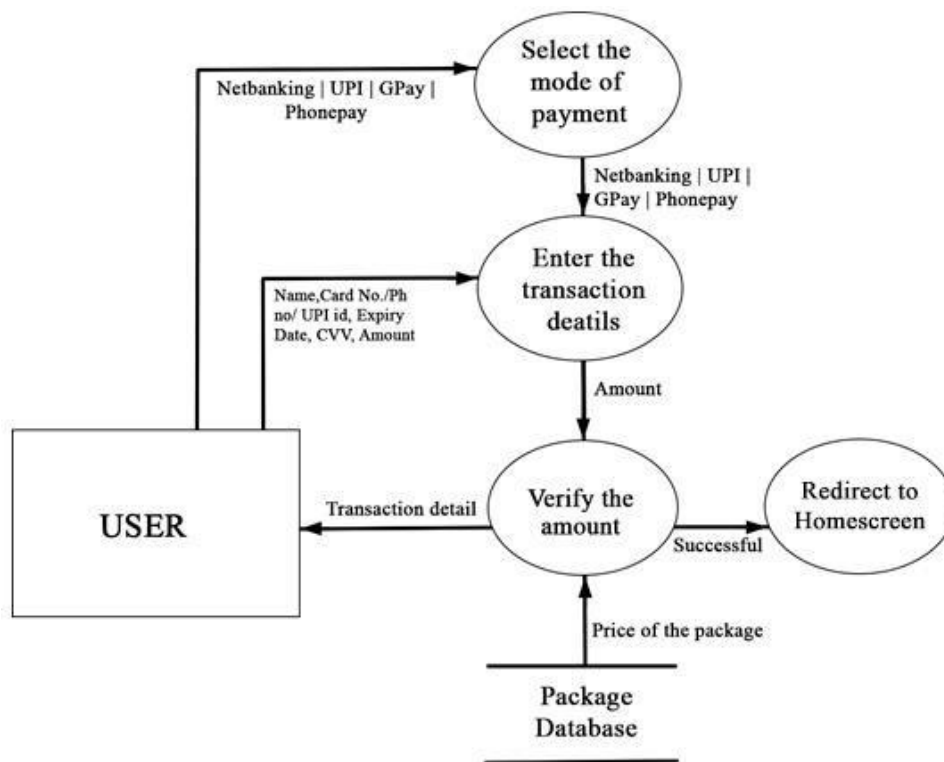 Select the
mode of
payment
Netbanking | UPI | GPay |
Phonepay
Netbanking | UPI |
GPay | Phonepay
Enter the
transaction
deatils
Name,Card No./Ph
no/ UPI id, Expiry
Date, CVV, Amount
Amount
USER
Transaction detail
Verify the
amount
Successful
Redirect to
Homescreen
Price of the package
Package
Database